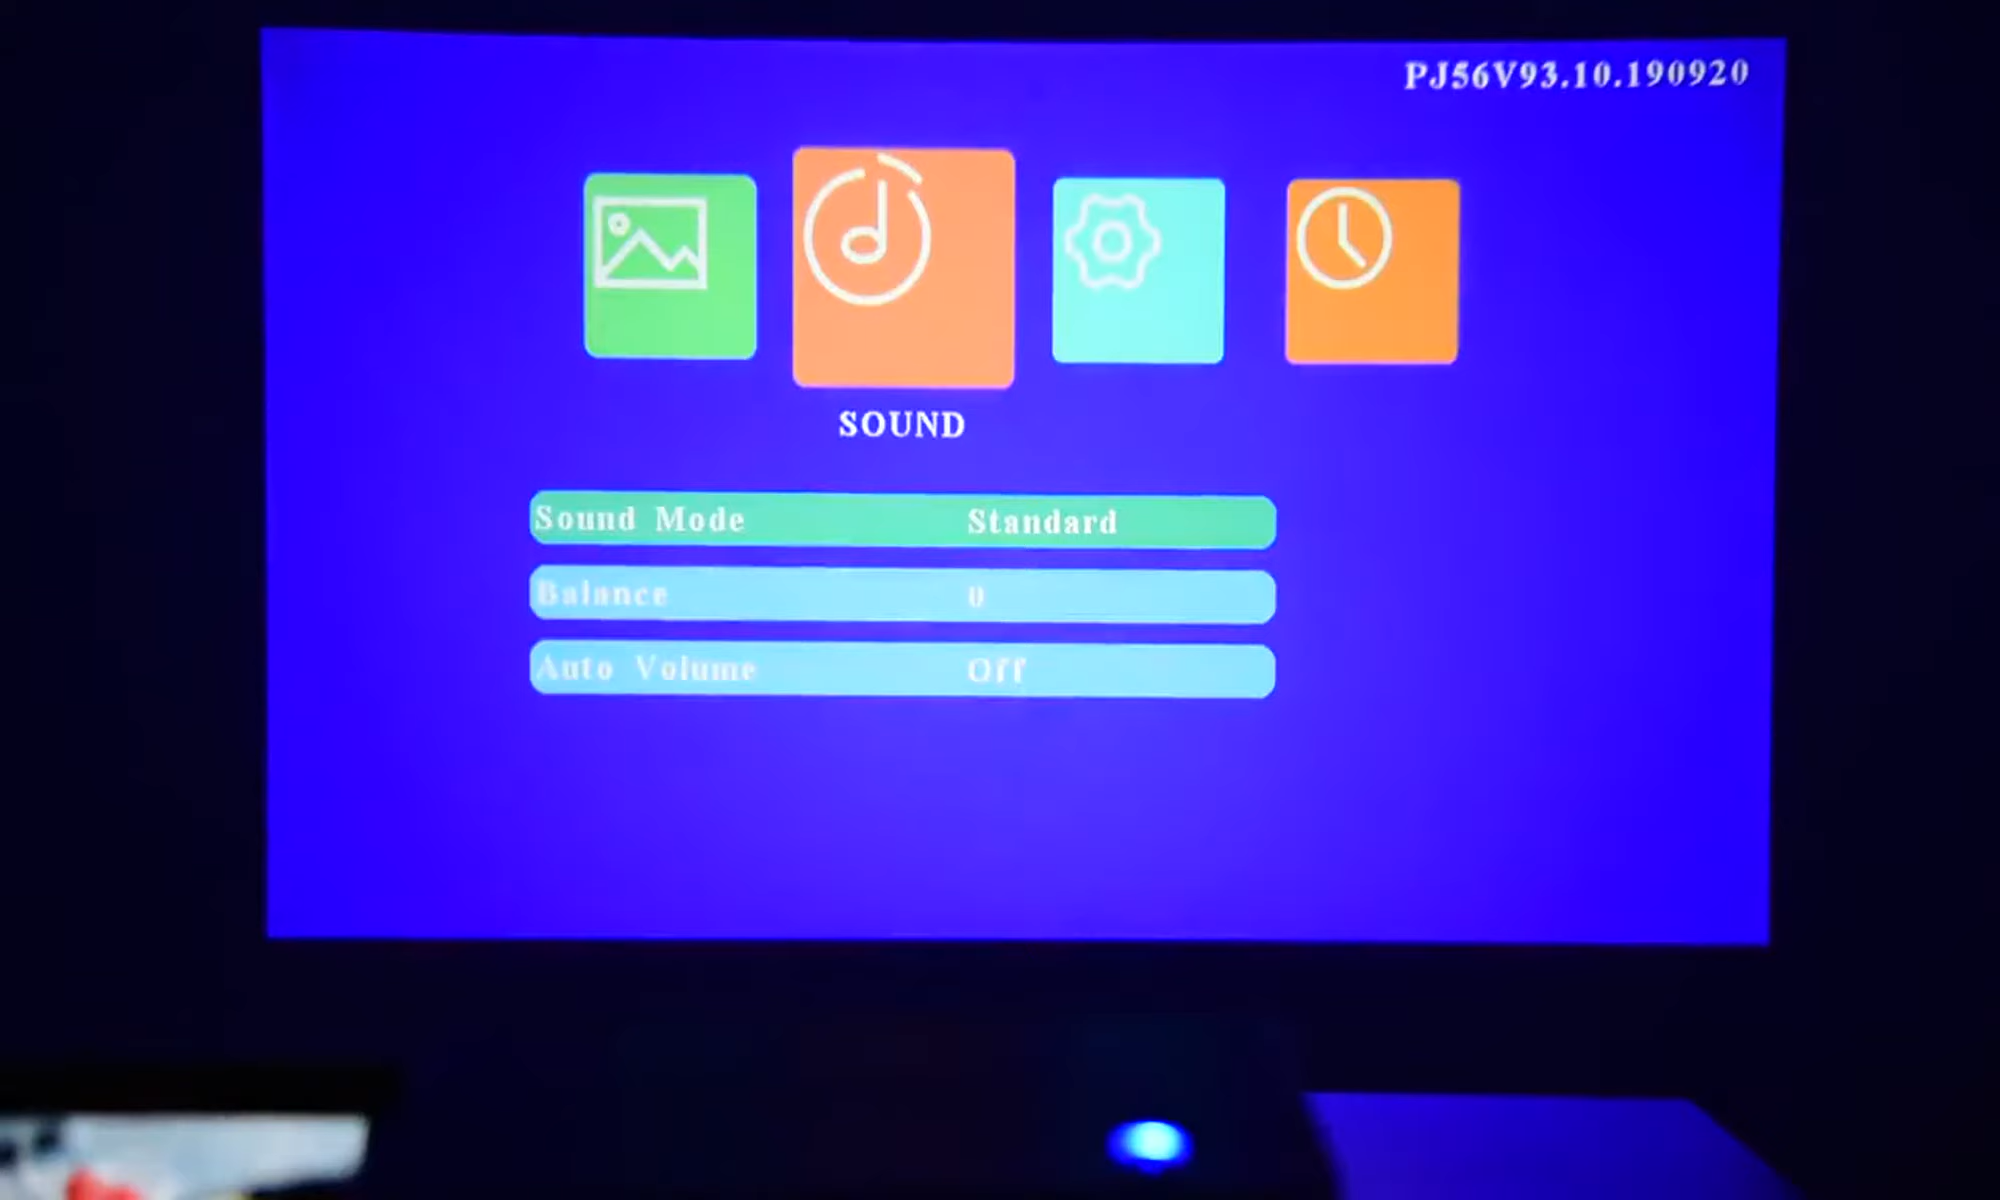 PJ56V93.10.190920
SOUND
Sound Mode Standard
Balance 0
Auto Volume Off